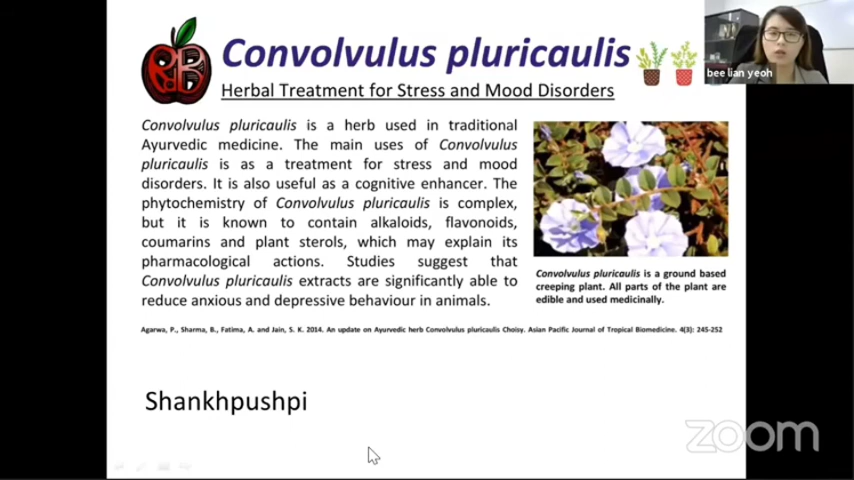 Convolvulus pluricaulis
Herbal Treatment for Stress and Mood Disorders
bee lian yeoh
RdB
Convolvulus pluricaulis is a herb used in traditional
Ayurvedic medicine. The main uses of Convolvulus
pluricaulis is as a treatment for stress and mood
disorders. It is also useful as a cognitive enhancer. The
phytochemistry of Convolvulus pluricaulis is complex,
but it is known to contain alkaloids, flavonoids,
coumarins and plant sterols, which may explain its
pharmacological actions. Studies suggest that
Convolvulus pluricaulis extracts are significantly able to
reduce anxious and depressive behaviour in animals.
Convolvulus pluricaulis is a ground based
creeping plant. All parts of the plant are
edible and used medicinally.
Agarwa, P., Sharma, B., Fatima, A. and Jain, S. K. 2014. An update on Ayurvedic herb Convolvulus pluricaulis Choisy. Asian Pacific Journal of Tropical Biomedicine. 4(3): 245-252
Shankhpushpi
zoom